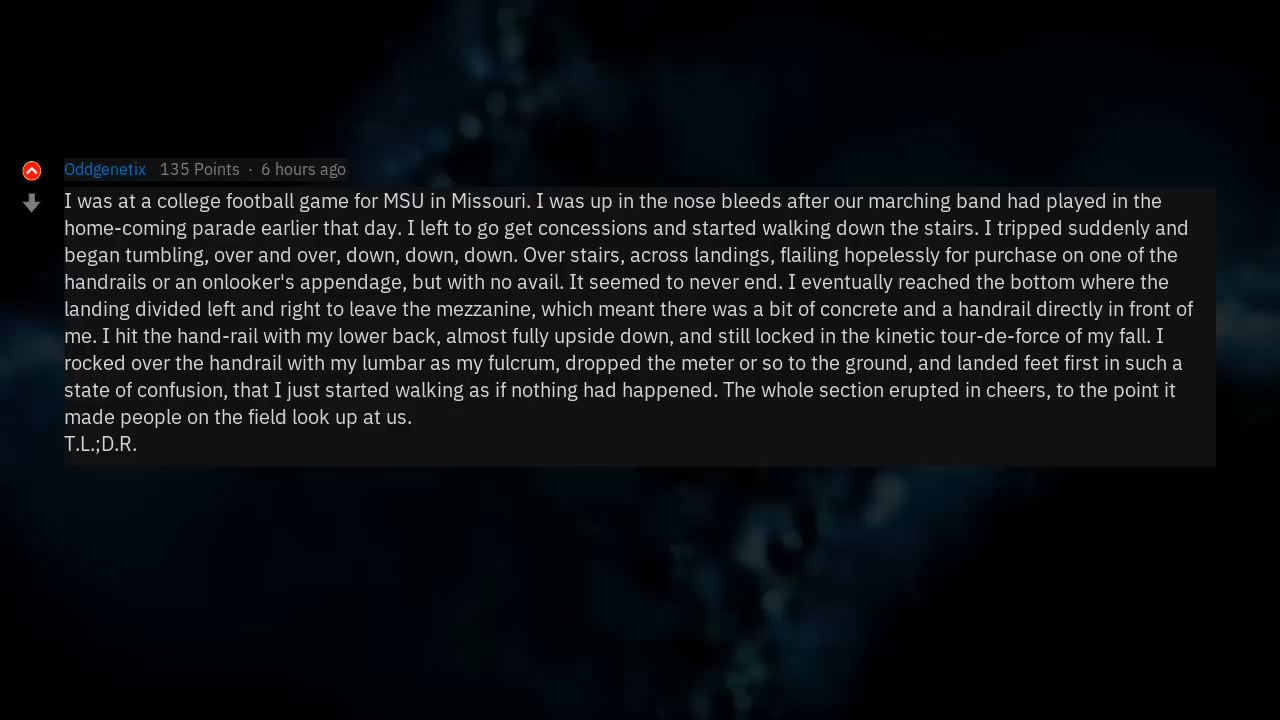 Oddgenetix 135 Points · 6 hours ago
I was at a college football game for MSU in Missouri. I was up in the nose bleeds after our marching band had played in the
home-coming parade earlier that day. I left to go get concessions and started walking down the stairs. I tripped suddenly and
began tumbling, over and over, down, down, down. Over stairs, across landings, flailing hopelessly for purchase on one of the
handrails or an onlooker's appendage, but with no avail. It seemed to never end. I eventually reached the bottom where the
landing divided left and right to leave the mezzanine, which meant there was a bit of concrete and a handrail directly in front of
me. I hit the hand-rail with my lower back, almost fully upside down, and still locked in the kinetic tour-de-force of my fall. I
rocked over the handrail with my lumbar as my fulcrum, dropped the meter or so to the ground, and landed feet first in such a
state of confusion, that I just started walking as if nothing had happened. The whole section erupted in cheers, to the point it
made people on the field look up at us.
T.L.;D.R.